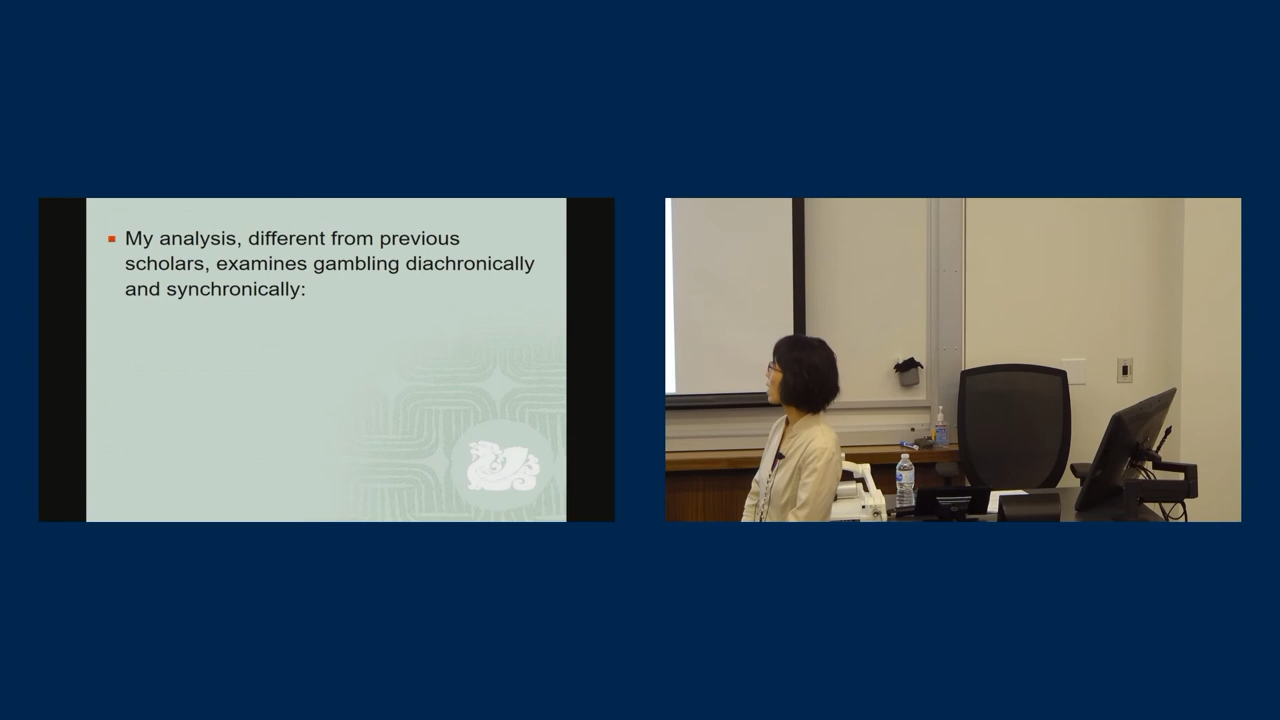 My analysis, different from previous
scholars, examines gambling diachronically
and synchronically: